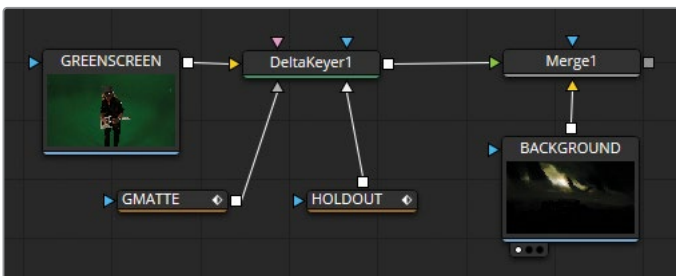 GREENSCREEN
DeltaKeyer1
Merge1
BACKGROUND
GMATTE
HOLDOUT